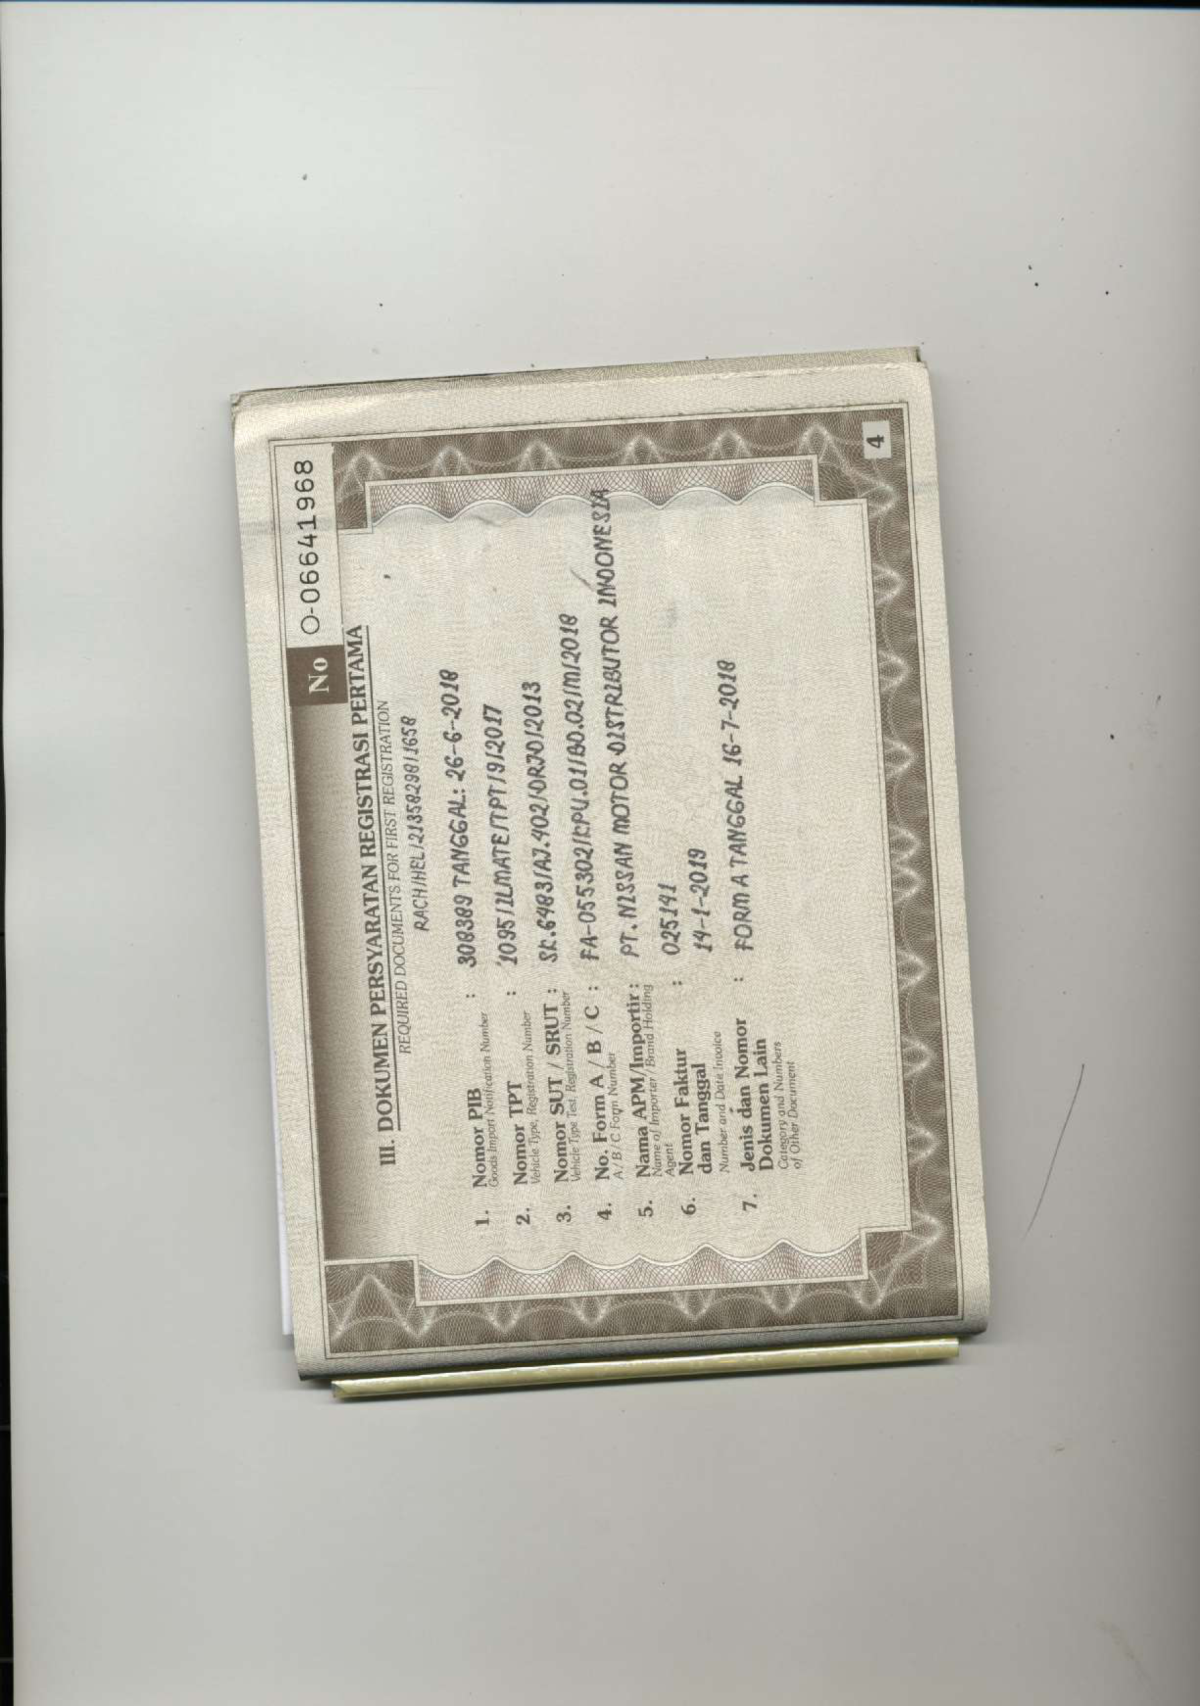 No O-06641968
III. DOKUMEN PERSYARATAN REGISTRASI PERTAMA
REQUIRED DOCUMENTS FOR FIRST REGISTRATION
RACH/HEL/213582981/1658
1. Nomor PIB : 308389 TANGGAL: 26-6-2018
Goods Import Notification Number
2. Nomor TPT : 1095/ILMATE/TPT/9/2017
Vehicle Type, Registration Number
3. Nomor SUT / SRUT : SK.6483/AJ.402/DRJD/2013
Vehicle Type Test, Registration Number
4. No. Form A / B / C : FA-055302/KPU.01/BD.02/M/2018
A / B / C Form Number
5. Nama APM/Importir : PT. NISSAN MOTOR DISTRIBUTOR INDONESIA
Name of Importer / Brand Holding
Agent
6. Nomor Faktur : 025141
dan Tanggal 14-1-2019
Number and Date Invoice
7. Jenis dan Nomor : FORM A TANGGAL 16-7-2018
Dokumen Lain
Category and Numbers
of Other Document
4